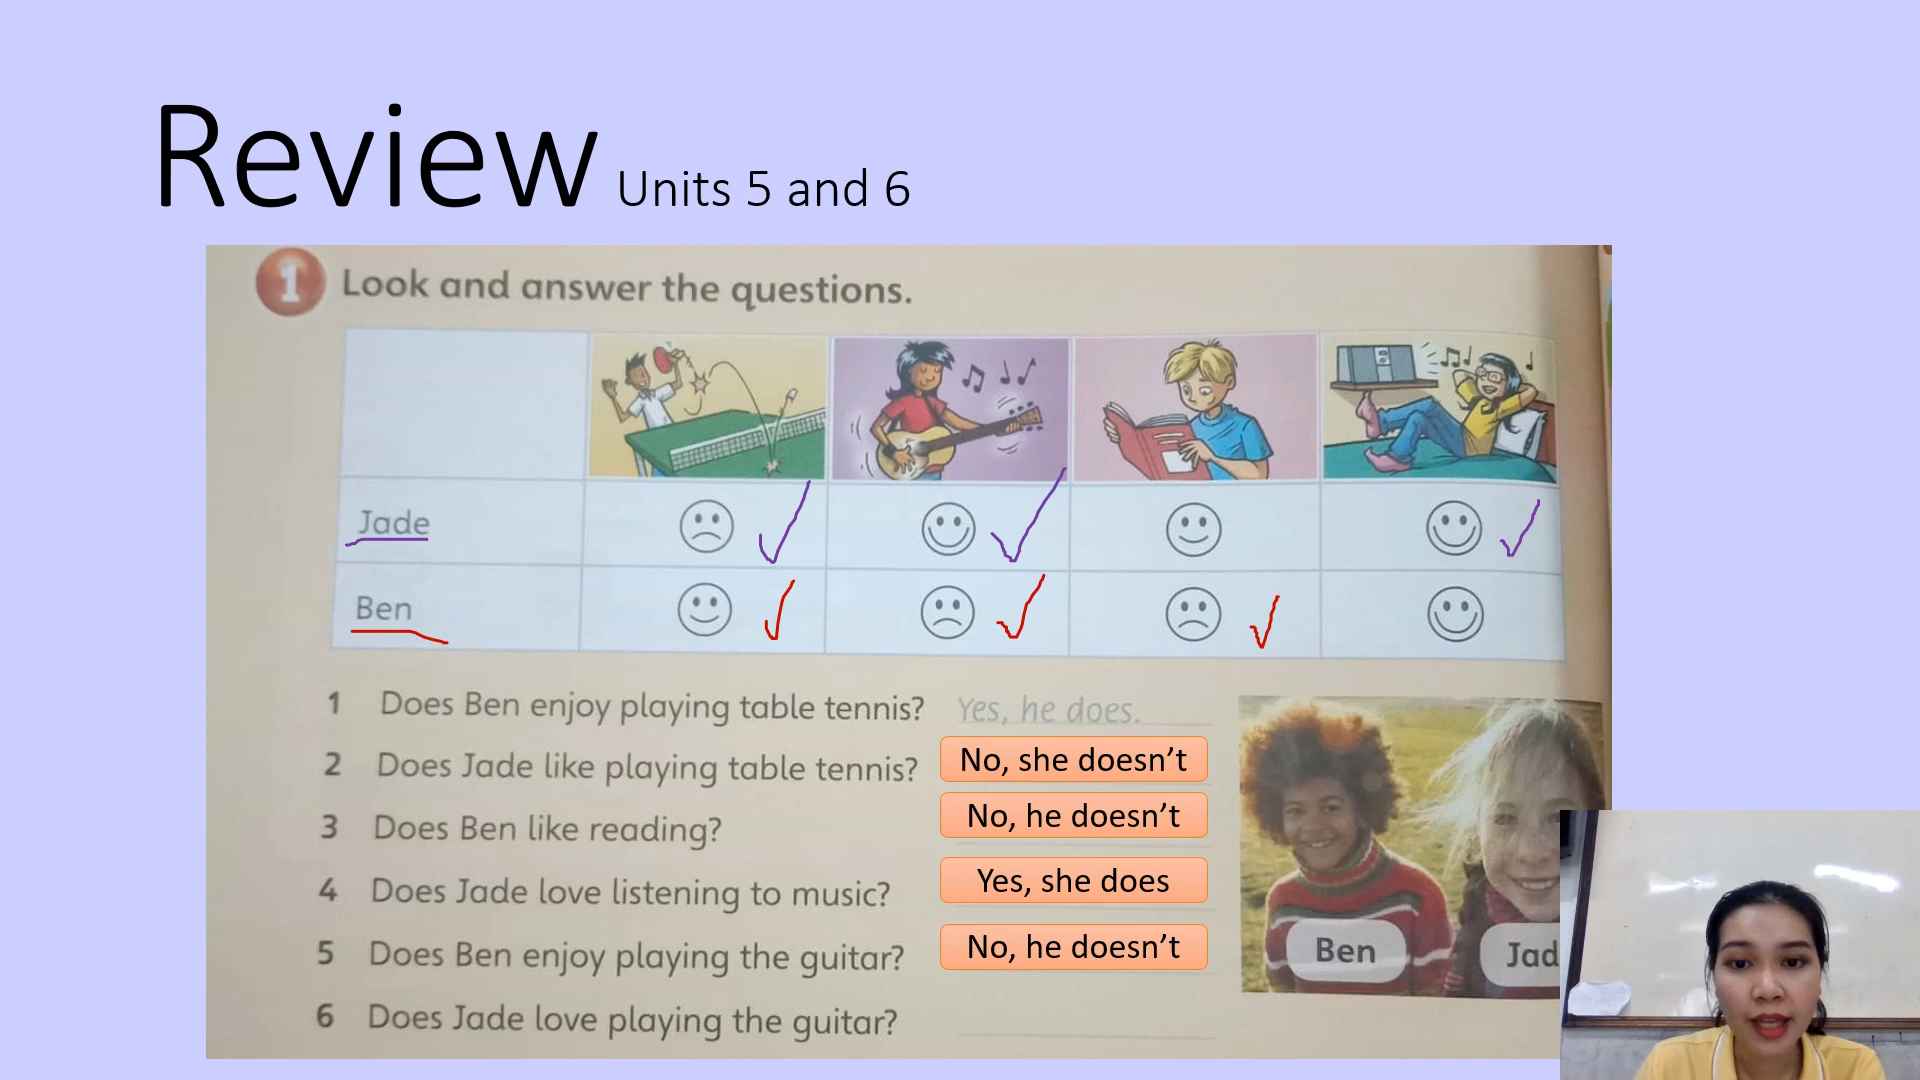 Review Units 5 and 6
1 Look and answer the questions.
Jade
Ben
1 Does Ben enjoy playing table tennis? Yes, he does.
2 Does Jade like playing table tennis? No, she doesn’t
3 Does Ben like reading? No, he doesn’t
4 Does Jade love listening to music? Yes, she does
5 Does Ben enjoy playing the guitar? No, he doesn’t
6 Does Jade love playing the guitar?
Ben
Jad